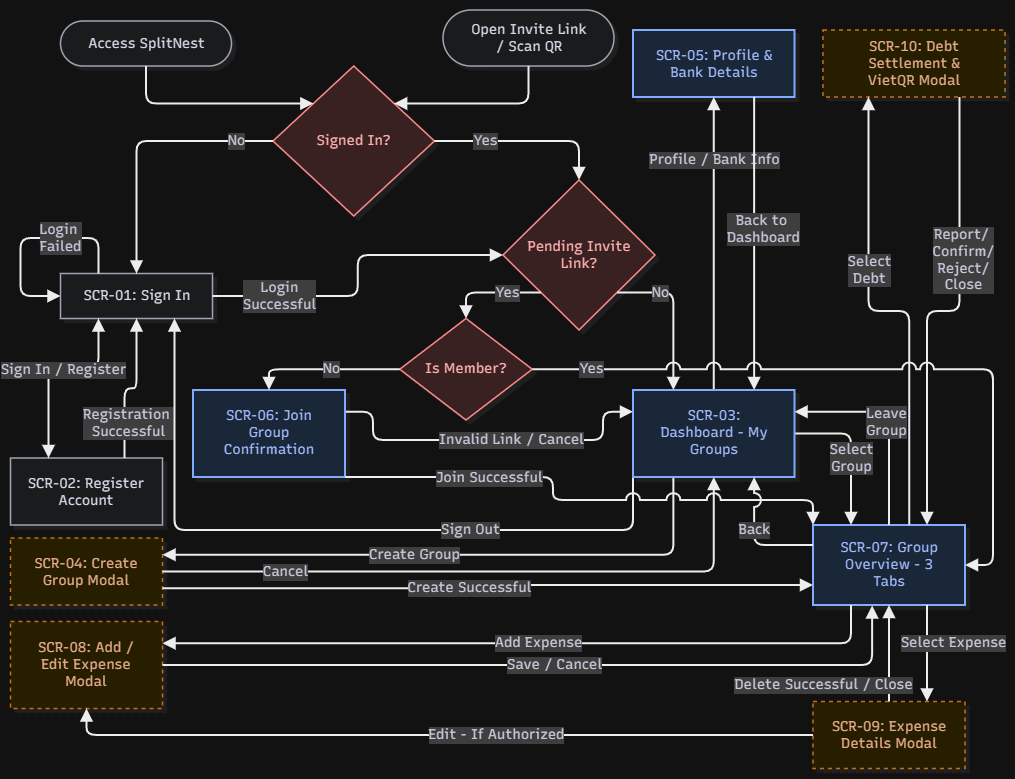 Access SplitNest
Open Invite Link
/ Scan QR
SCR-05: Profile &
Bank Details
SCR-10: Debt
Settlement &
VietQR Modal
Signed In?
No
Yes
Profile / Bank Info
Back to
Dashboard
Login
Failed
Pending Invite
Link?
Report/
Confirm/
Reject/
Close
Select
Debt
SCR-01: Sign In
Login
Successful
Yes
No
Sign In / Register
Is Member?
No
Yes
Registration
Successful
SCR-06: Join
Group
Confirmation
SCR-03:
Dashboard - My
Groups
Leave
Group
Invalid Link / Cancel
Select
Group
Join Successful
SCR-02: Register
Account
Sign Out
Back
SCR-04: Create
Group Modal
Create Group
Cancel
Create Successful
SCR-07: Group
Overview - 3
Tabs
SCR-08: Add /
Edit Expense
Modal
Add Expense
Save / Cancel
Select Expense
Delete Successful / Close
Edit - If Authorized
SCR-09: Expense
Details Modal